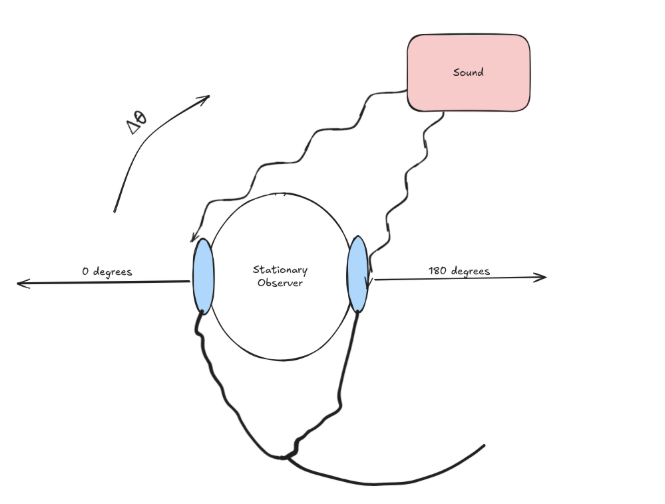 Sound
Δθ
0 degrees
Stationary
Observer
180 degrees